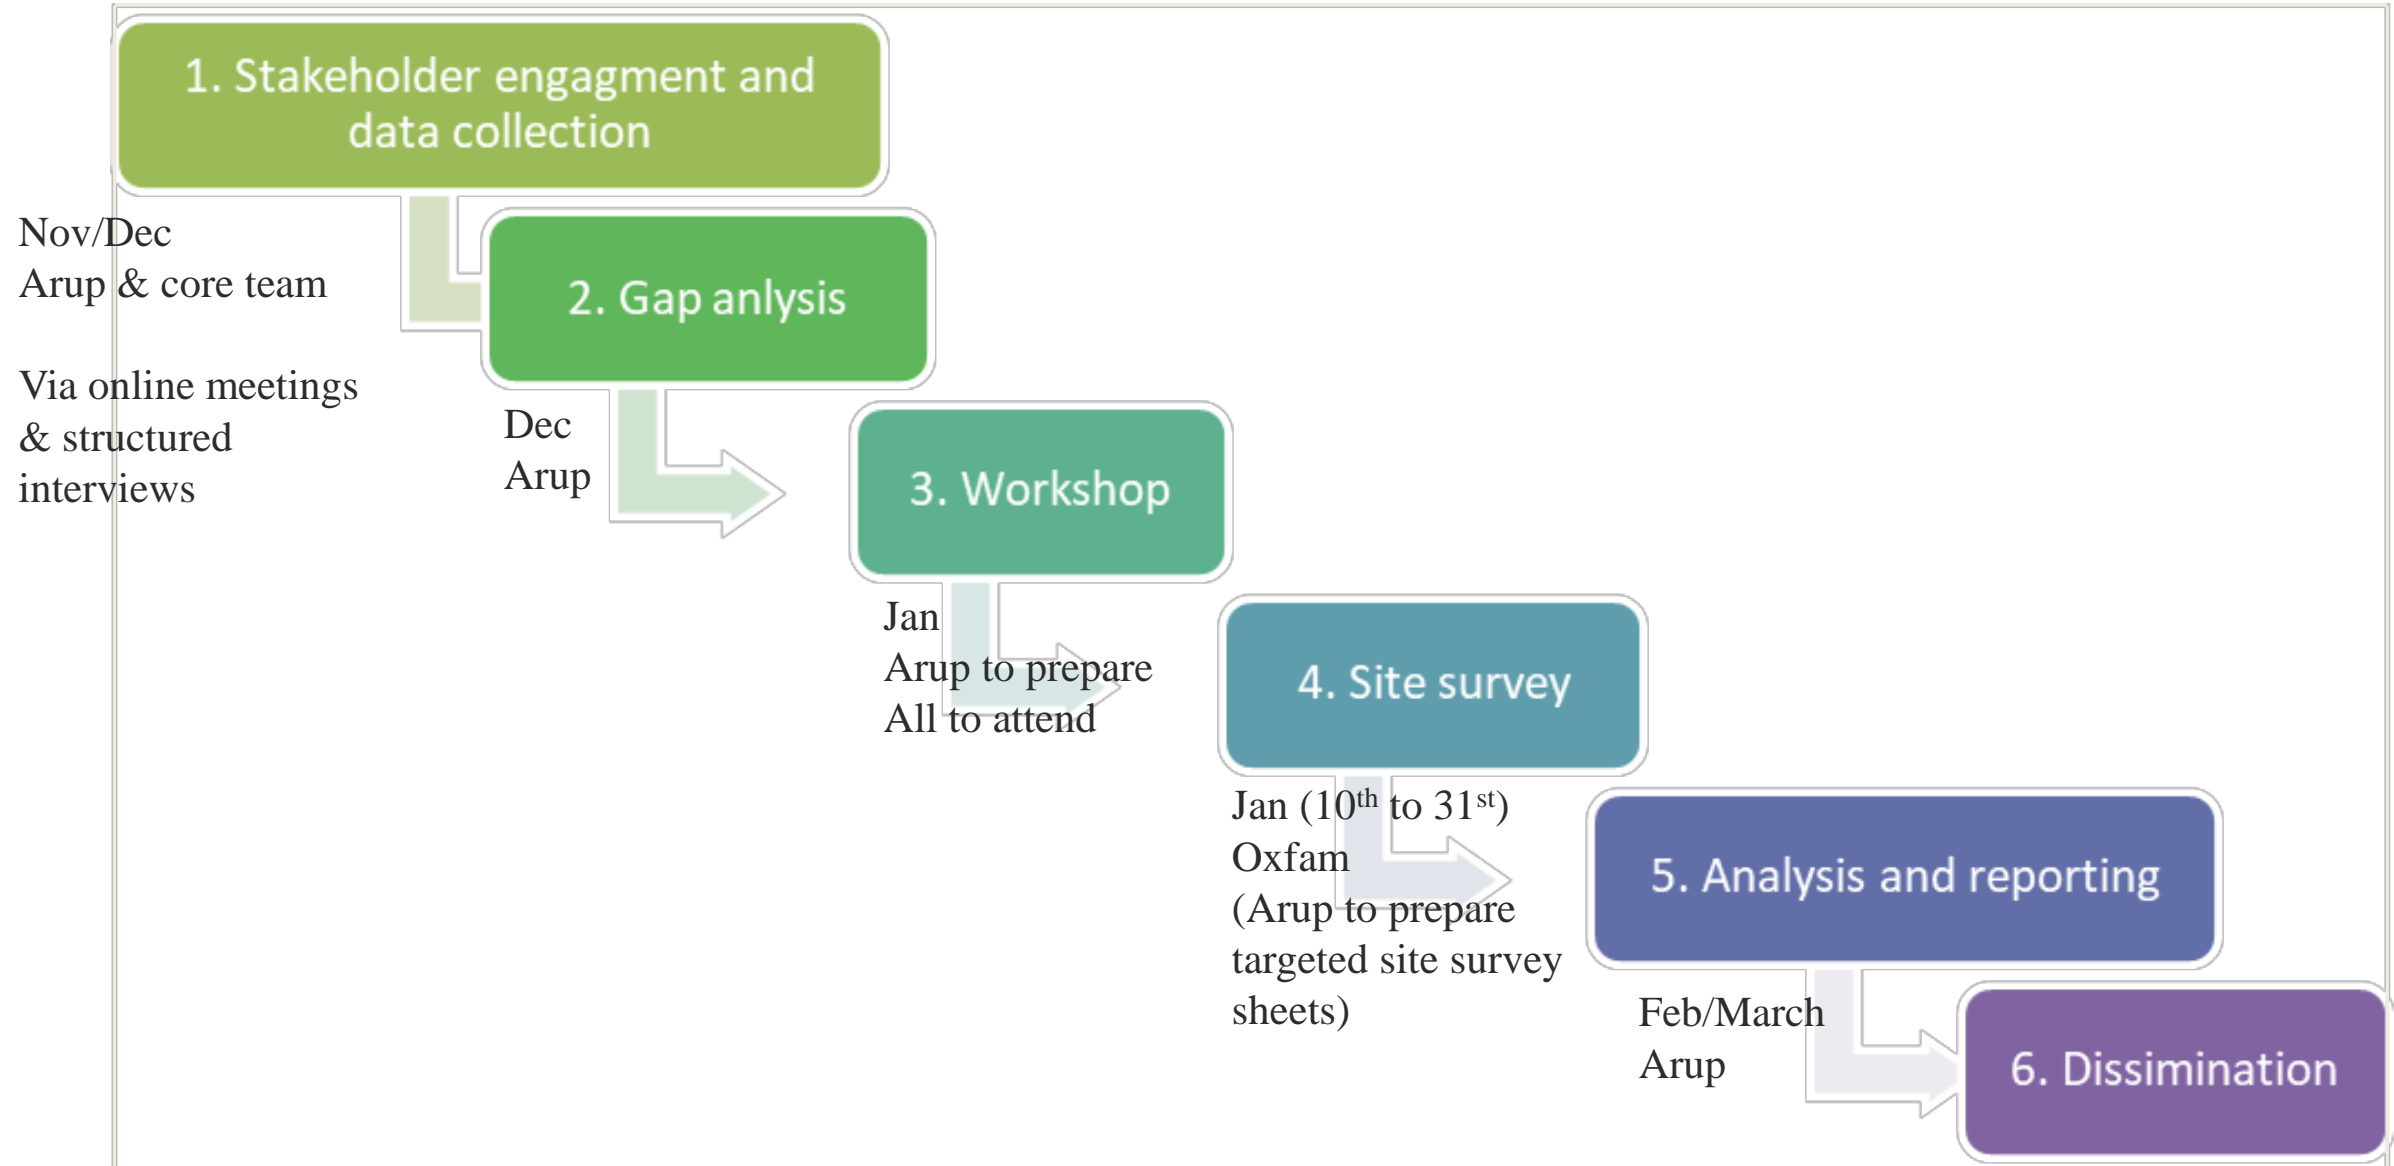 1. Stakeholder engagment and
data collection
Nov/Dec
Arup & core team
Via online meetings
& structured
interviews
2. Gap anlysis
Dec
Arup
3. Workshop
Jan
Arup to prepare
All to attend
4. Site survey
Jan (10th to 31st)
Oxfam
(Arup to prepare
targeted site survey
sheets)
5. Analysis and reporting
Feb/March
Arup
6. Dissimination